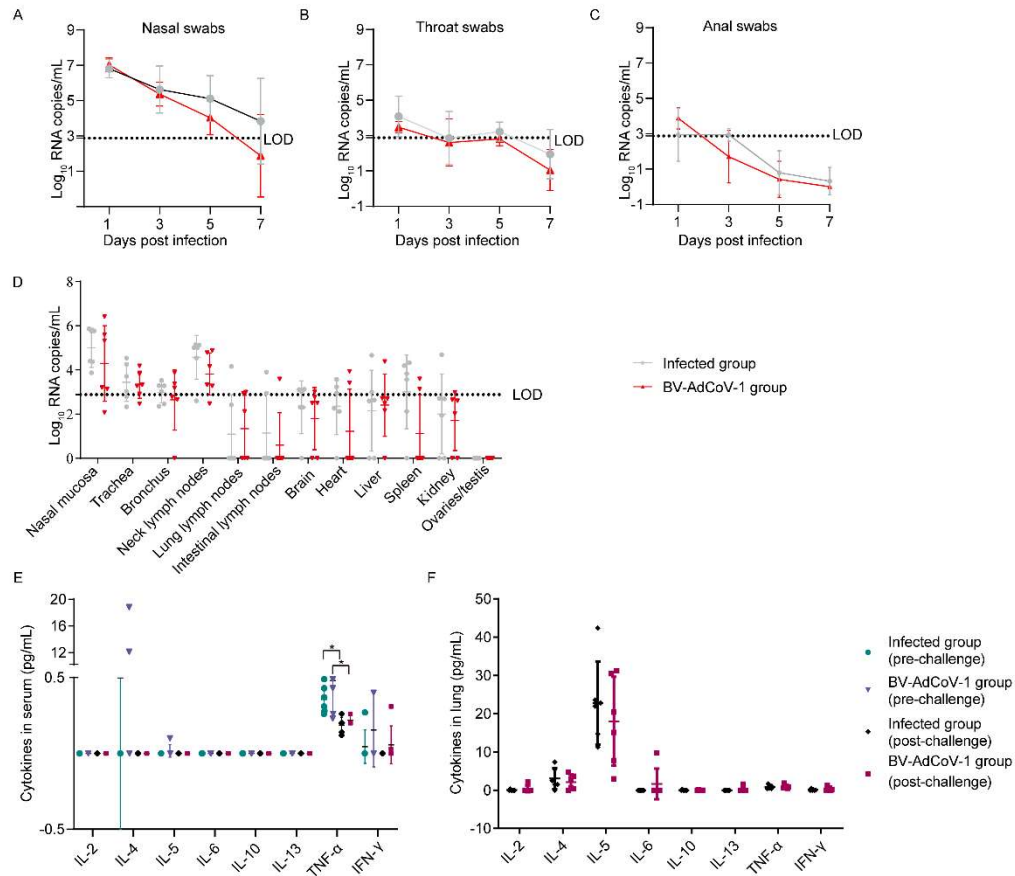 A
Nasal swabs
Log10 RNA copies/mL
9
7
5
3
1
LOD
1 3 5 7
Days post infection
B
Throat swabs
Log10 RNA copies/mL
9
7
5
3
1
-1
LOD
1 3 5 7
Days post infection
C
Anal swabs
Log10 RNA copies/mL
9
7
5
3
1
-1
LOD
1 3 5 7
Days post infection
D
Log10 RNA copies/mL
8
6
4
2
0
LOD
Nasal mucosa
Trachea
Bronchus
Neck lymph nodes
Lung lymph nodes
Intestinal lymph nodes
Brain
Heart
Liver
Spleen
Kidney
Ovaries/testis
Infected group
BV-AdCoV-1 group
E
Cytokines in serum (pg/mL)
20
15
10
0.5
-0.5
* 
*
IL-2
IL-4
IL-5
IL-6
IL-10
IL-13
TNF-α
IFN-γ
F
Cytokines in lung (pg/mL)
50
40
30
20
10
0
-10
IL-2
IL-4
IL-5
IL-6
IL-10
IL-13
TNF-α
IFN-γ
Infected group
(pre-challenge)
BV-AdCoV-1 group
(pre-challenge)
Infected group
(post-challenge)
BV-AdCoV-1 group
(post-challenge)